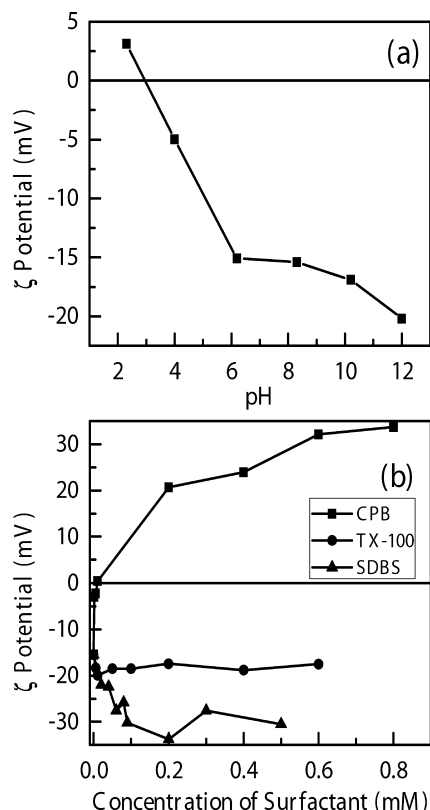 5
(a)
0
-5
-10
-15
-20
ζ Potential (mV)
2 4 6 8 10 12
pH
30
20
10
0
-10
-20
-30
ζ Potential (mV)
(b)
CPB
TX-100
SDBS
0.0 0.2 0.4 0.6 0.8
Concentration of Surfactant (mM)